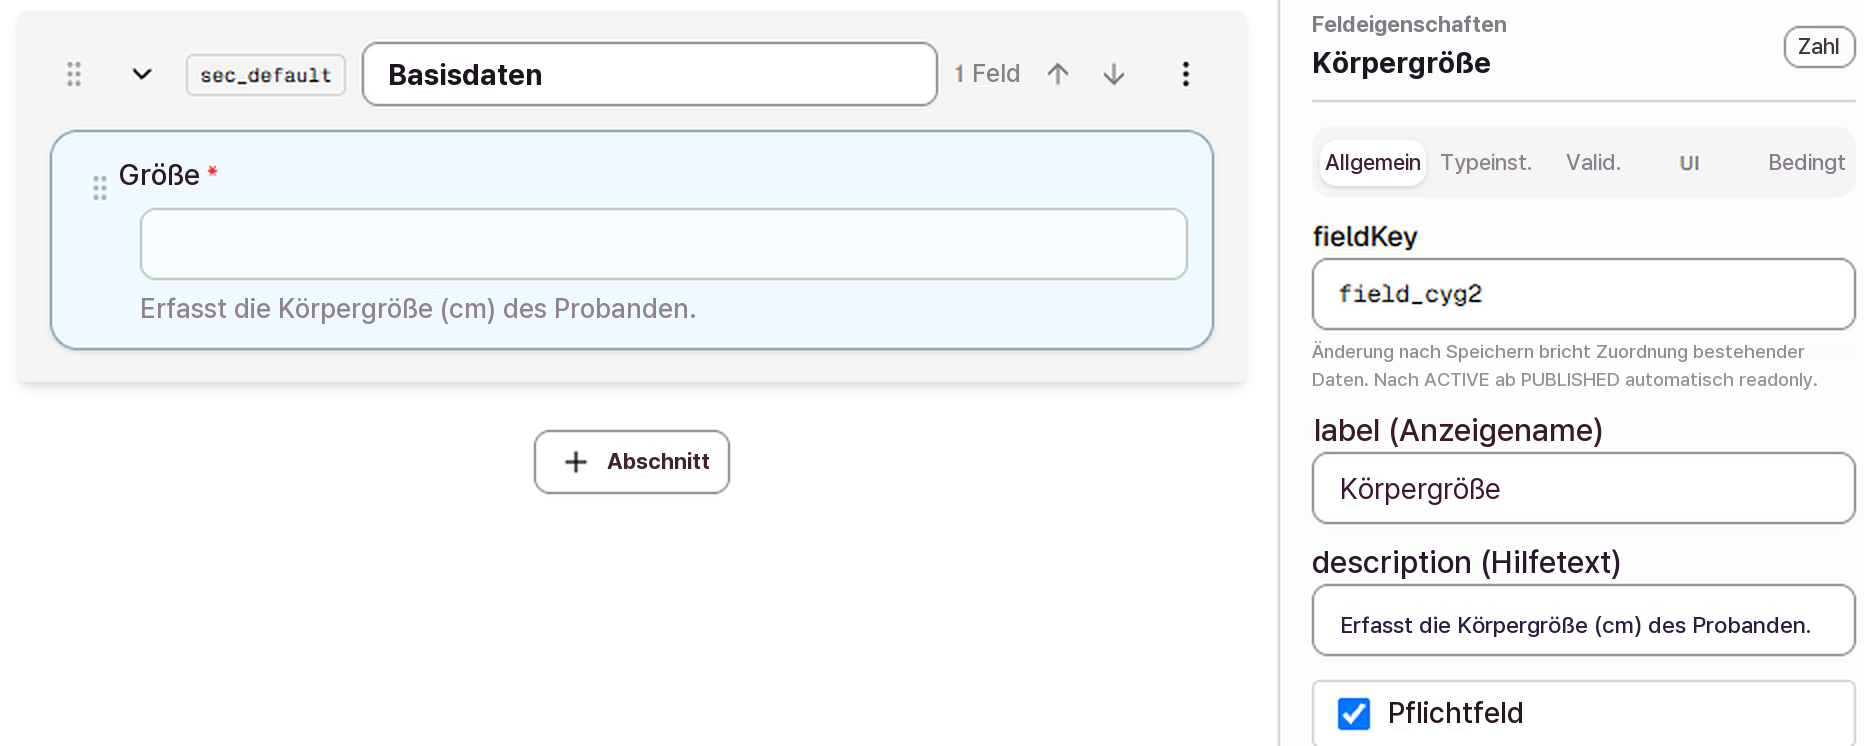 sec_default Basisdaten 1 Feld
Größe *
Erfasst die Körpergröße (cm) des Probanden.
+ Abschnitt
Feldeigenschaften
Körpergröße Zahl
Allgemein Typeinst. Valid. UI Bedingt
fieldKey
field_cyg2
Änderung nach Speichern bricht Zuordnung bestehender
Daten. Nach ACTIVE ab PUBLISHED automatisch readonly.
label (Anzeigename)
Körpergröße
description (Hilfetext)
Erfasst die Körpergröße (cm) des Probanden.
Pflichtfeld